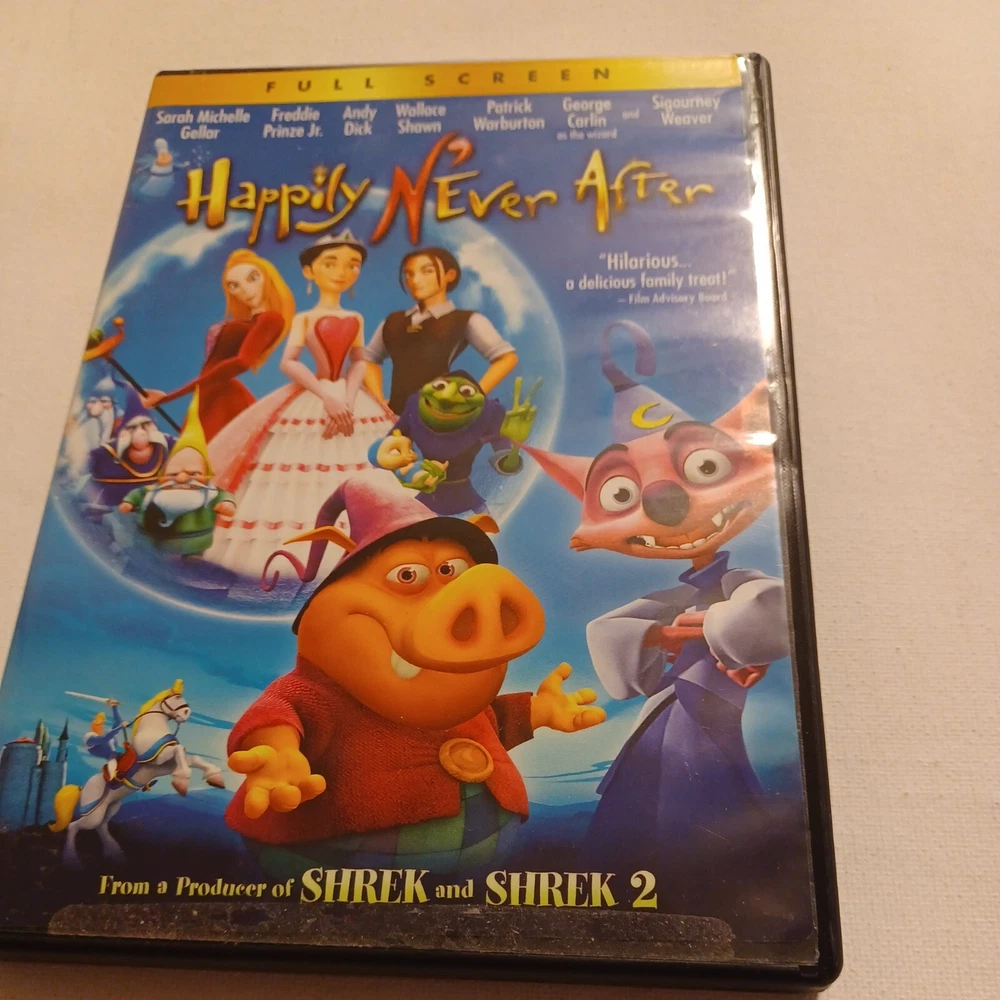 FULL SCREEN
Sarah Michelle Gellar
Freddie Prinze Jr.
Andy Dick
Wallace Shawn
Patrick Warburton
George Carlin
as the wizard
and
Sigourney Weaver
Happily N'Ever After
"Hilarious...
a delicious family treat!"
– Film Advisory Board
From a Producer of SHREK and SHREK 2